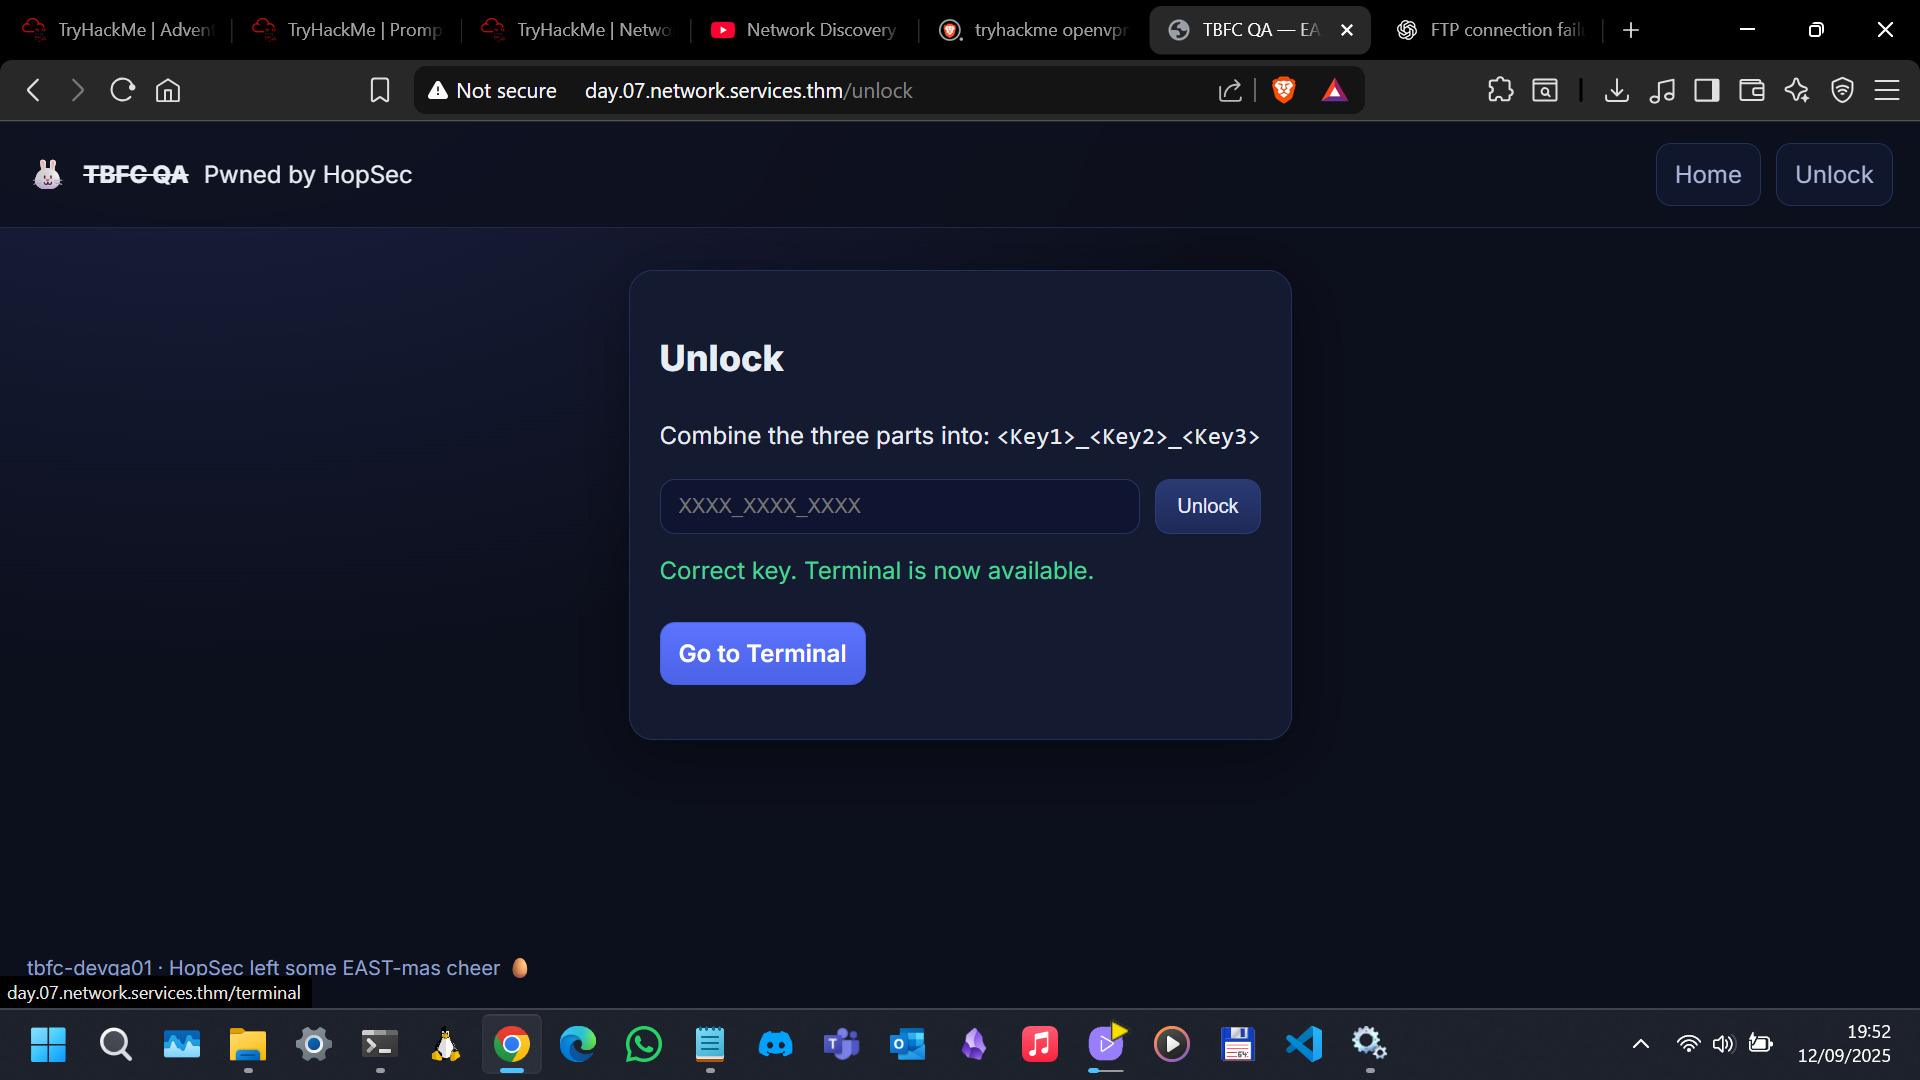 TryHackMe | Advent
TryHackMe | Promp
TryHackMe | Netwo
Network Discovery
tryhackme openvpn
TBFC QA — EA
FTP connection fail
Not secure
day.07.network.services.thm/unlock
TBFC QA Pwned by HopSec
Home
Unlock
Unlock
Combine the three parts into: <Key1>_<Key2>_<Key3>
XXXX_XXXX_XXXX
Unlock
Correct key. Terminal is now available.
Go to Terminal
tbfc-devqa01 · HopSec left some EAST-mas cheer
day.07.network.services.thm/terminal
19:52
12/09/2025